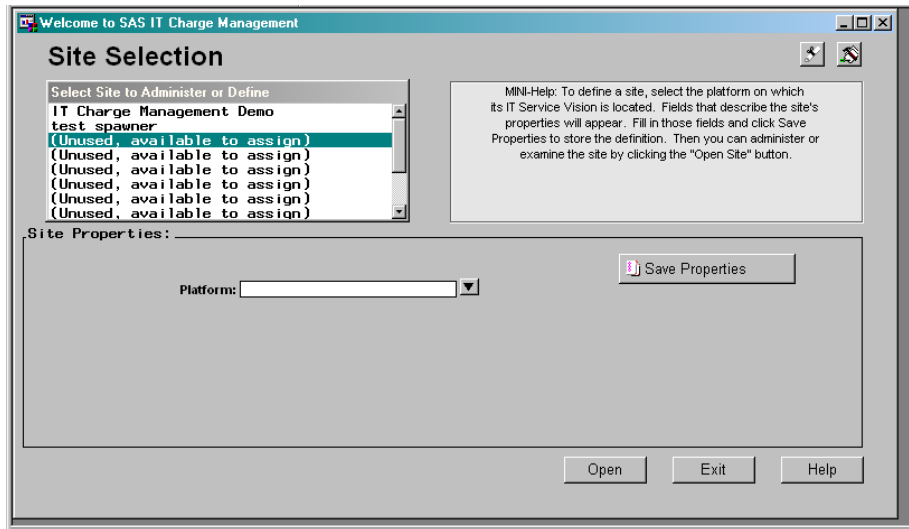 Welcome to SAS IT Charge Management
Site Selection
Select Site to Administer or Define
IT Charge Management Demo
test spawner
(Unused, available to assign)
(Unused, available to assign)
(Unused, available to assign)
(Unused, available to assign)
(Unused, available to assign)
(Unused, available to assign)
MINI-Help: To define a site, select the platform on which
its IT Service Vision is located. Fields that describe the site's
properties will appear. Fill in those fields and click Save
Properties to store the definition. Then you can administer or
examine the site by clicking the "Open Site" button.
Site Properties:
Save Properties
Platform:
Open
Exit
Help